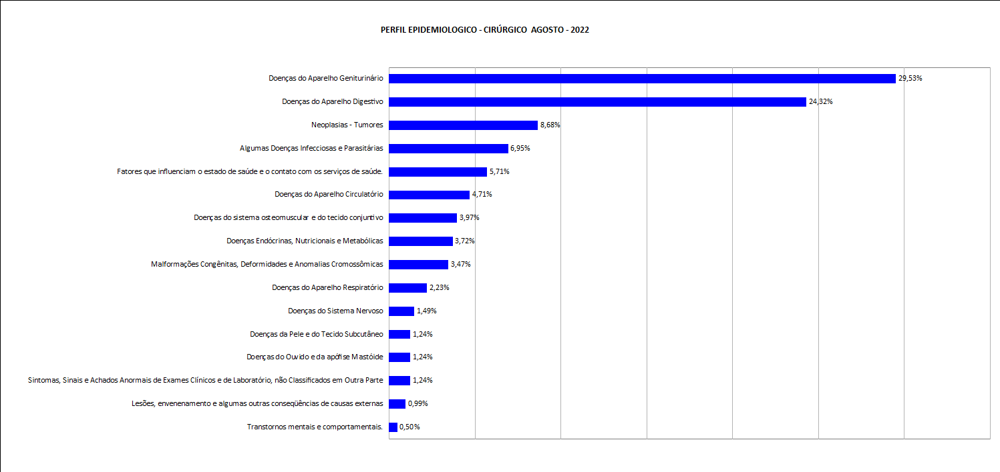 PERFIL EPIDEMIOLOGICO - CIRÚRGICO AGOSTO - 2022
Doenças do Aparelho Geniturinário 29,53%
Doenças do Aparelho Digestivo 24,32%
Neoplasias - Tumores 8,68%
Algumas Doenças Infecciosas e Parasitárias 6,95%
Fatores que influenciam o estado de saúde e o contato com os serviços de saúde. 5,71%
Doenças do Aparelho Circulatório 4,71%
Doenças do sistema osteomuscular e do tecido conjuntivo 3,97%
Doenças Endócrinas, Nutricionais e Metabólicas 3,72%
Malformações Congênitas, Deformidades e Anomalias Cromossômicas 3,47%
Doenças do Aparelho Respiratório 2,23%
Doenças do Sistema Nervoso 1,49%
Doenças da Pele e do Tecido Subcutâneo 1,24%
Doenças do Ouvido e da apófise Mastóide 1,24%
Sintomas, Sinais e Achados Anormais de Exames Clínicos e de Laboratório, não Classificados em Outra Parte 1,24%
Lesões, envenenamento e algumas outras conseqüências de causas externas 0,99%
Transtornos mentais e comportamentais. 0,50%